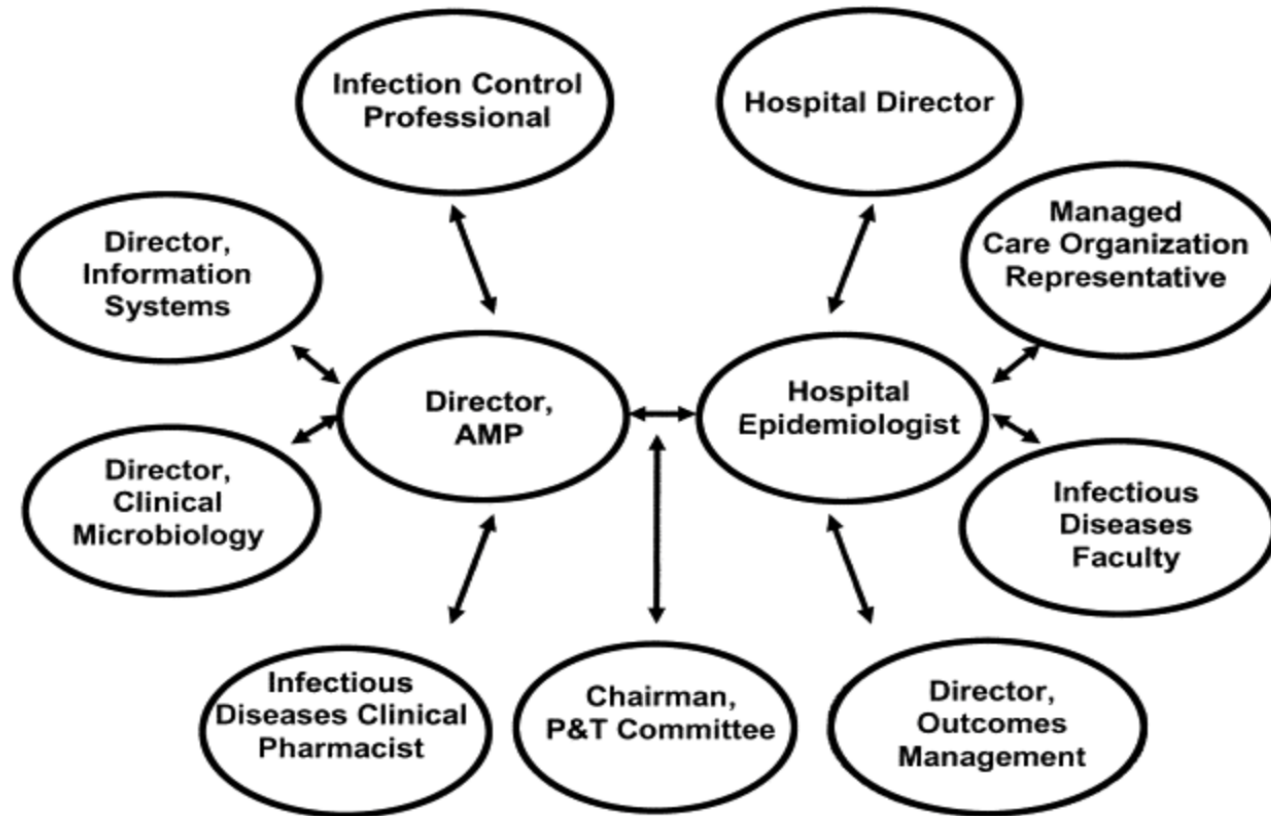 Infection Control
Professional
Hospital Director
Managed
Care Organization
Representative
Director,
Information
Systems
Director,
AMP
Hospital
Epidemiologist
Director,
Clinical
Microbiology
Infectious
Diseases
Faculty
Infectious
Diseases Clinical
Pharmacist
Chairman,
P&T Committee
Director,
Outcomes
Management